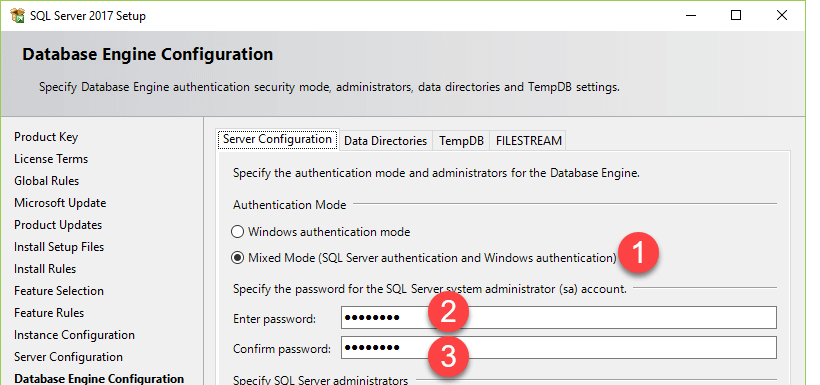 SQL Server 2017 Setup
Database Engine Configuration
Specify Database Engine authentication security mode, administrators, data directories and TempDB settings.
Product Key
License Terms
Global Rules
Microsoft Update
Product Updates
Install Setup Files
Install Rules
Feature Selection
Feature Rules
Instance Configuration
Server Configuration
Database Engine Configuration
Server Configuration Data Directories TempDB FILESTREAM
Specify the authentication mode and administrators for the Database Engine.
Authentication Mode
Windows authentication mode
Mixed Mode (SQL Server authentication and Windows authentication) 1
Specify the password for the SQL Server system administrator (sa) account.
Enter password: ●●●●●●●● 2
Confirm password: ●●●●●●●● 3
Specify SQL Server administrators